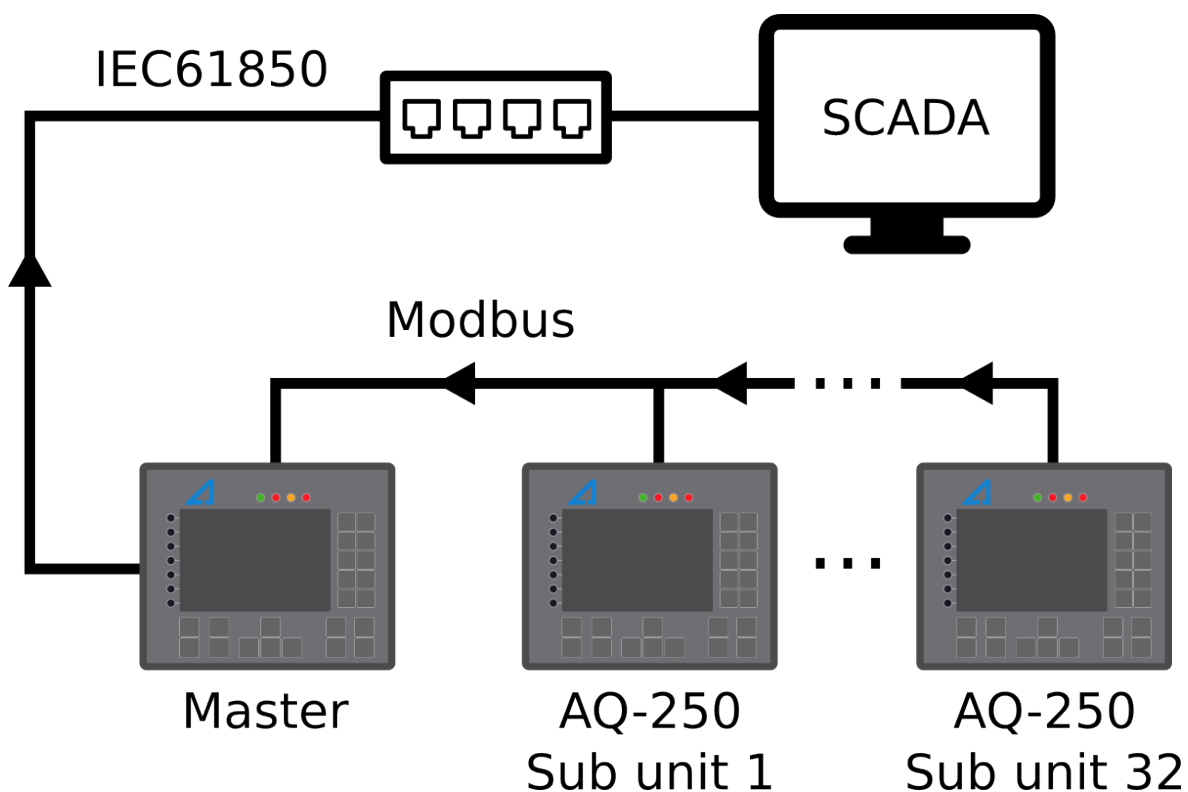 IEC61850
SCADA
Modbus
Master
AQ-250
Sub unit 1
AQ-250
Sub unit 32